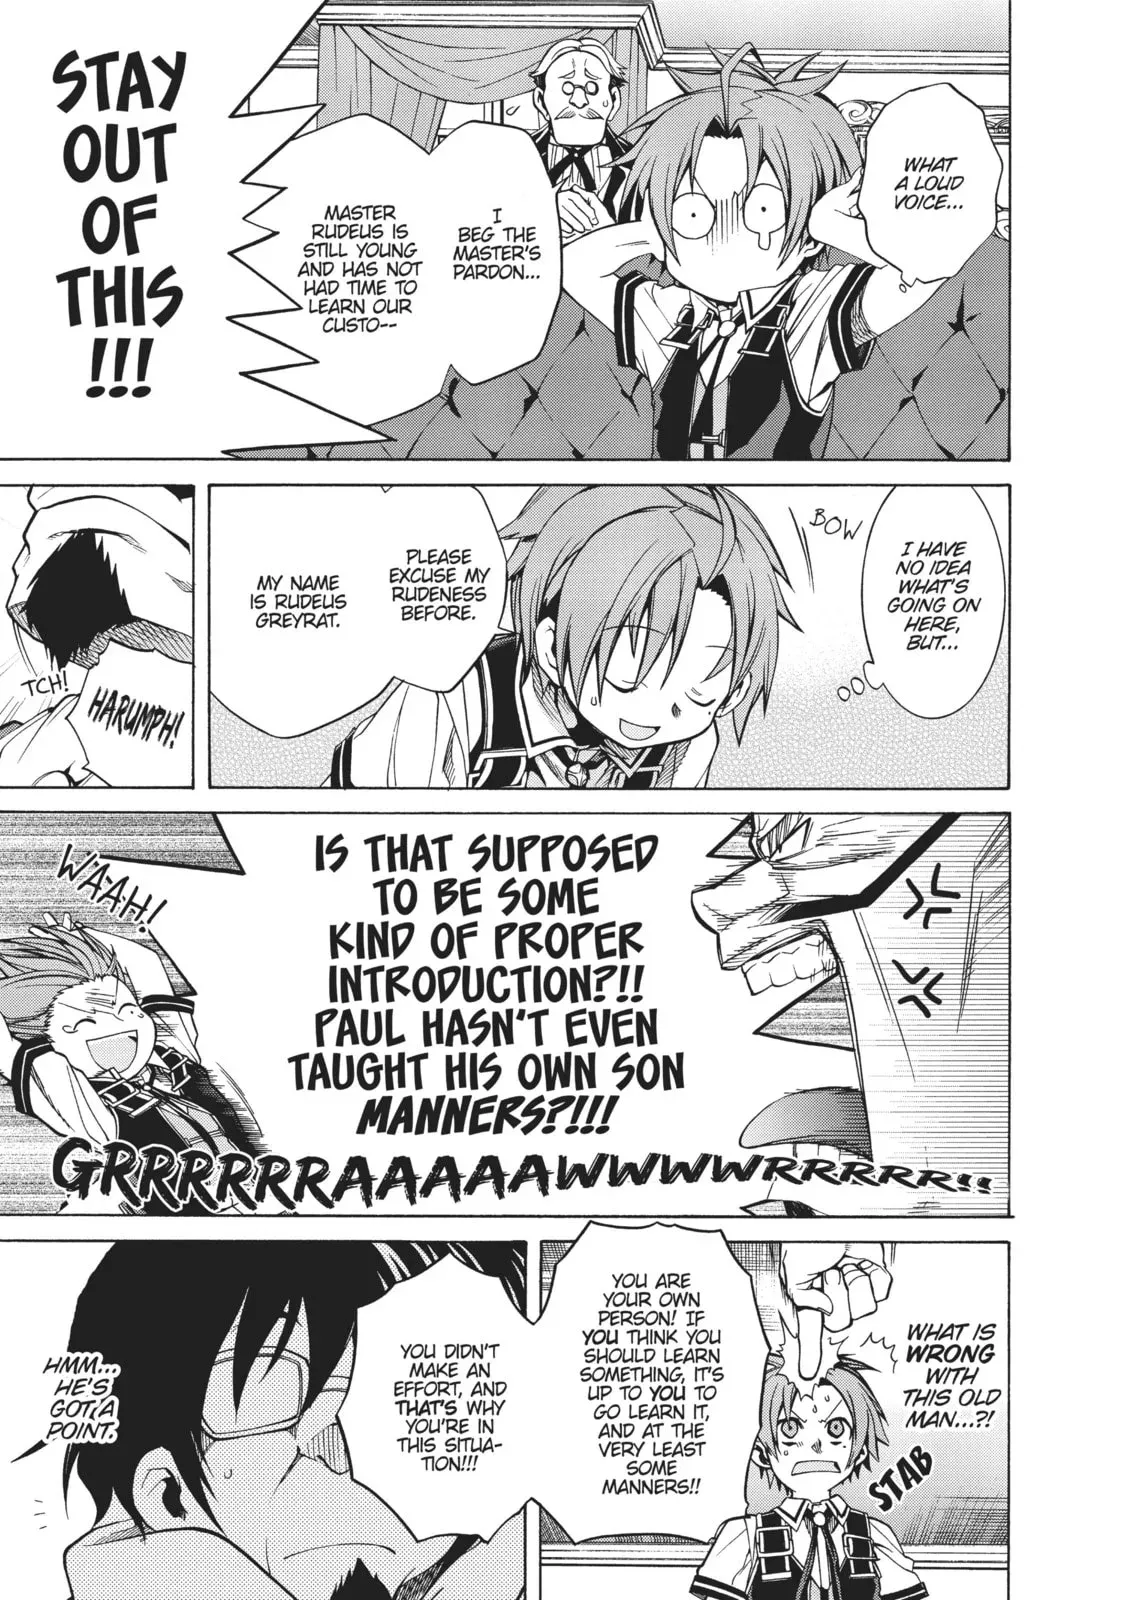 WHAT
A LOUD
VOICE...
I
BEG THE
MASTER'S
PARDON...
MASTER
RUDEUS IS
STILL YOUNG
AND HAS NOT
HAD TIME TO
LEARN OUR
CUSTO--
STAY
OUT
OF
THIS
!!!
I HAVE
NO IDEA
WHAT'S
GOING ON
HERE,
BUT...
BOW
PLEASE
EXCUSE MY
RUDENESS
BEFORE.
MY NAME
IS RUDEUS
GREYRAT.
TCH!
HARUMPH!
IS THAT SUPPOSED
TO BE SOME
KIND OF PROPER
INTRODUCTION?!!
PAUL HASN'T EVEN
TAUGHT HIS OWN SON
MANNERS?!!!
WAAH!
GRRRRRRRAAAAAWWWWRRRRRR!!
WHAT IS
WRONG
WITH
THIS OLD
MAN...?!
STAB
YOU ARE
YOUR OWN
PERSON! IF
YOU THINK YOU
SHOULD LEARN
SOMETHING, IT'S
UP TO YOU TO
GO LEARN IT,
AND AT THE
VERY LEAST
SOME
MANNERS!!
YOU DIDN'T
MAKE AN
EFFORT, AND
THAT'S WHY
YOU'RE IN
THIS SITUA-
TION!!!
HMM...
HE'S
GOT A
POINT.